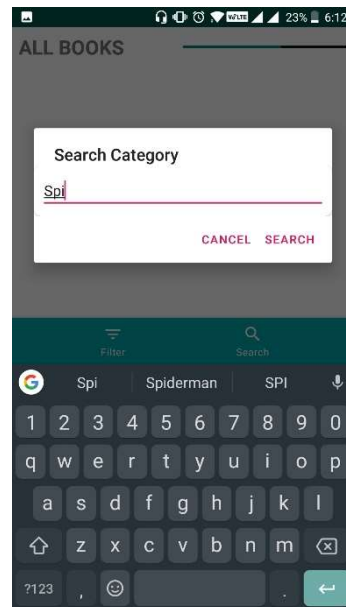 VoLTE 23% 6:12
ALL BOOKS
Search Category
Spi
CANCEL SEARCH
Filter Search
G Spi Spiderman SPI
1 2 3 4 5 6 7 8 9 0
q w e r t y u i o p
a s d f g h j k l
z x c v b n m
?123 , .